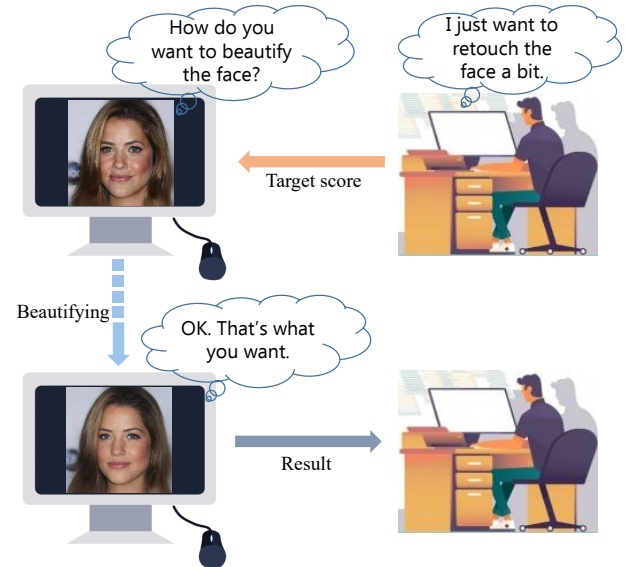 How do you
want to beautify
the face?
I just want to
retouch the
face a bit.
Target score
Beautifying
OK. That's what
you want.
Result